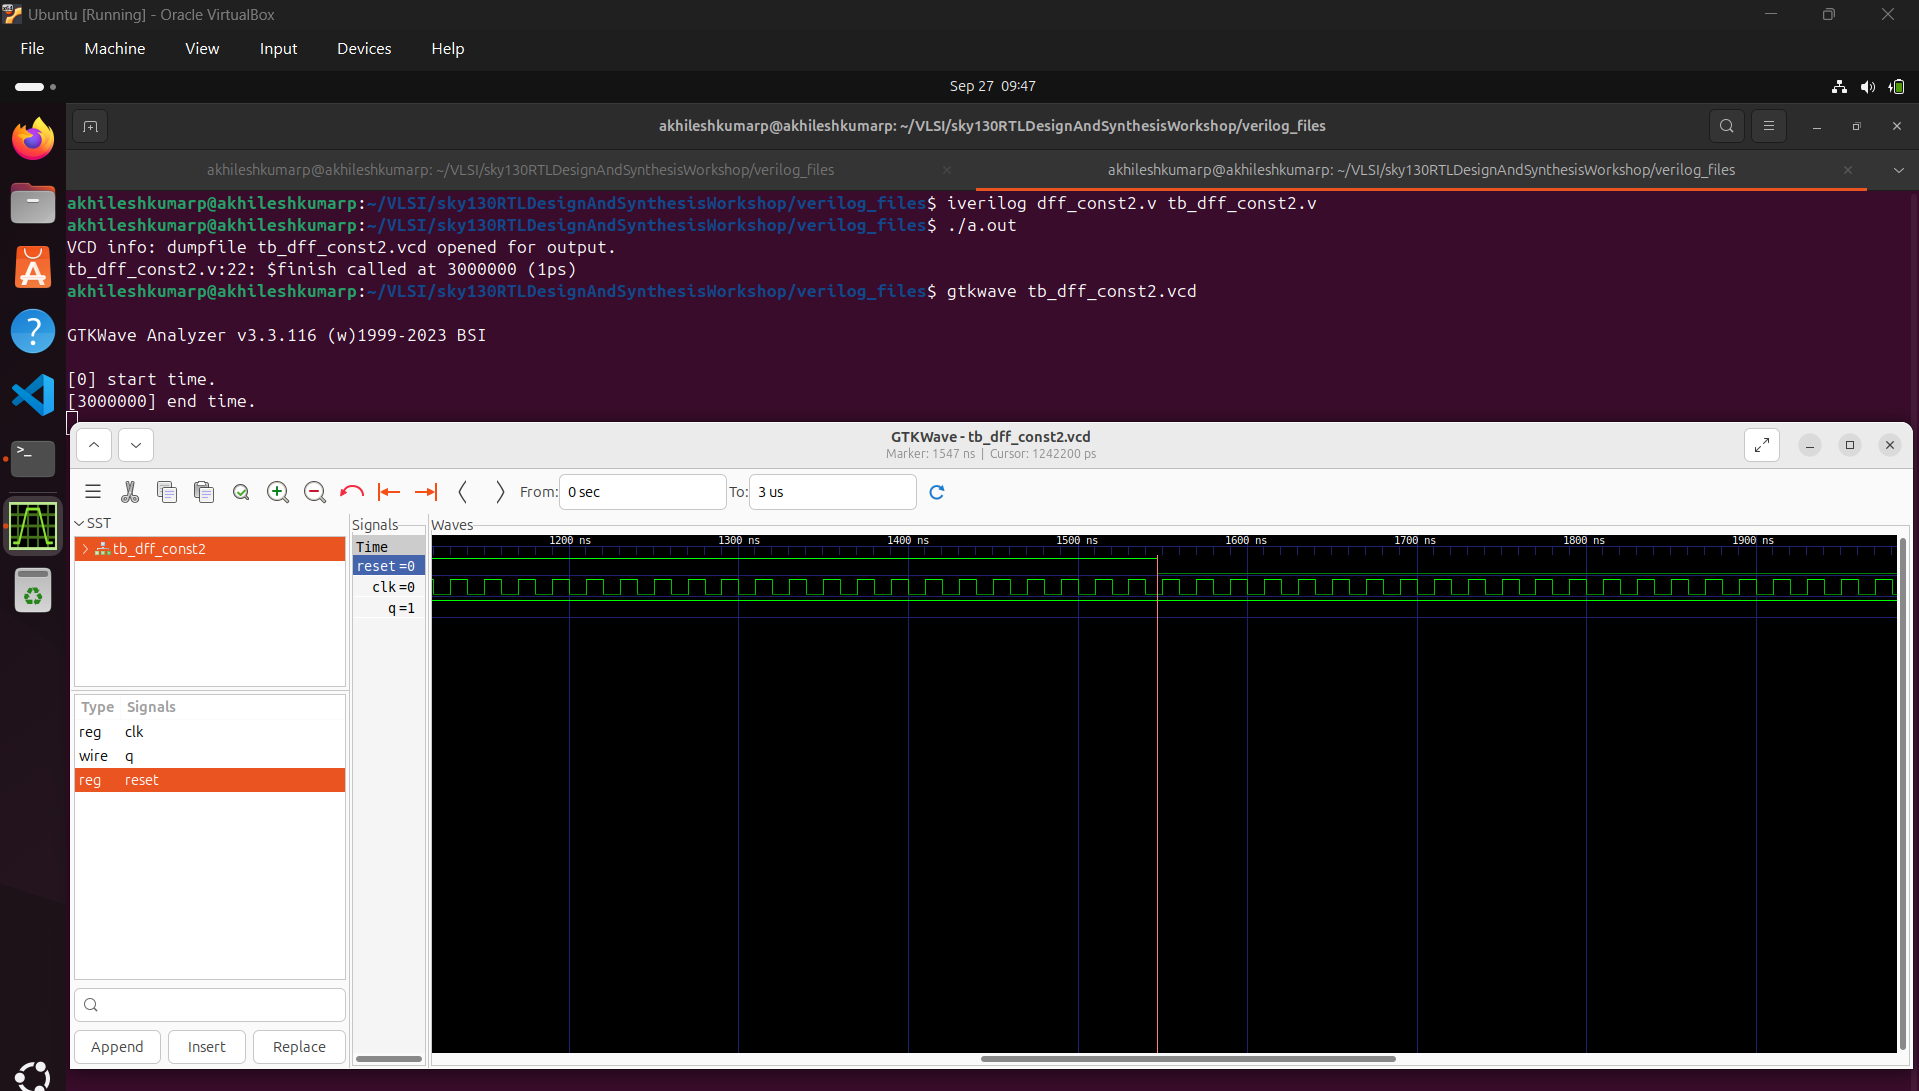 Ubuntu [Running] - Oracle VirtualBox
File Machine View Input Devices Help
Sep 27 09:47
akhileshkumarp@akhileshkumarp: ~/VLSI/sky130RTLDesignAndSynthesisWorkshop/verilog_files
akhileshkumarp@akhileshkumarp: ~/VLSI/sky130RTLDesignAndSynthesisWorkshop/verilog_files
akhileshkumarp@akhileshkumarp: ~/VLSI/sky130RTLDesignAndSynthesisWorkshop/verilog_files
akhileshkumarp@akhileshkumarp:~/VLSI/sky130RTLDesignAndSynthesisWorkshop/verilog_files$ iverilog dff_const2.v tb_dff_const2.v
akhileshkumarp@akhileshkumarp:~/VLSI/sky130RTLDesignAndSynthesisWorkshop/verilog_files$ ./a.out
VCD info: dumpfile tb_dff_const2.vcd opened for output.
tb_dff_const2.v:22: $finish called at 3000000 (1ps)
akhileshkumarp@akhileshkumarp:~/VLSI/sky130RTLDesignAndSynthesisWorkshop/verilog_files$ gtkwave tb_dff_const2.vcd
GTKWave Analyzer v3.3.116 (w)1999-2023 BSI
[0] start time.
[3000000] end time.
GTKWave - tb_dff_const2.vcd
Marker: 1547 ns | Cursor: 1242200 ps
From: 0 sec To: 3 us
SST
tb_dff_const2
Type Signals
reg clk
wire q
reg reset
Append Insert Replace
Signals
Time
reset=0
clk=0
q=1
Waves
1200 ns 1300 ns 1400 ns 1500 ns 1600 ns 1700 ns 1800 ns 1900 ns